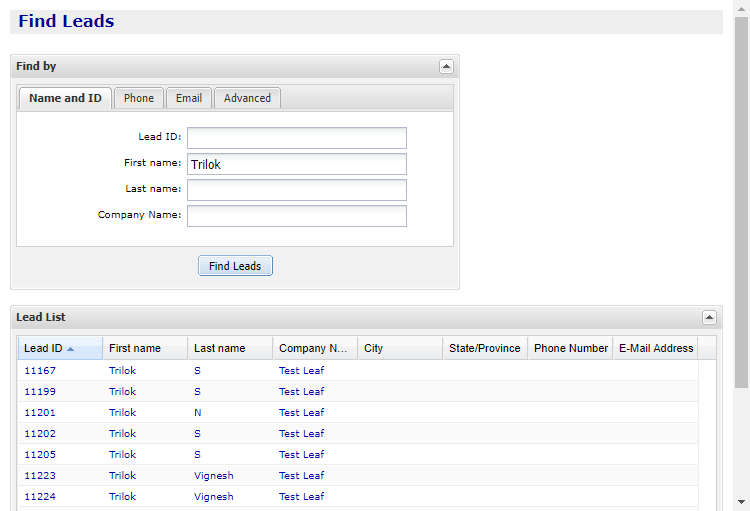 Find Leads
Find by
Name and ID Phone Email Advanced
Lead ID:
First name: Trilok
Last name:
Company Name:
Find Leads
Lead List
Lead ID First name Last name Company N... City State/Province Phone Number E-Mail Address
11167 Trilok S Test Leaf
11199 Trilok S Test Leaf
11201 Trilok N Test Leaf
11202 Trilok S Test Leaf
11205 Trilok S Test Leaf
11223 Trilok Vignesh Test Leaf
11224 Trilok Vignesh Test Leaf